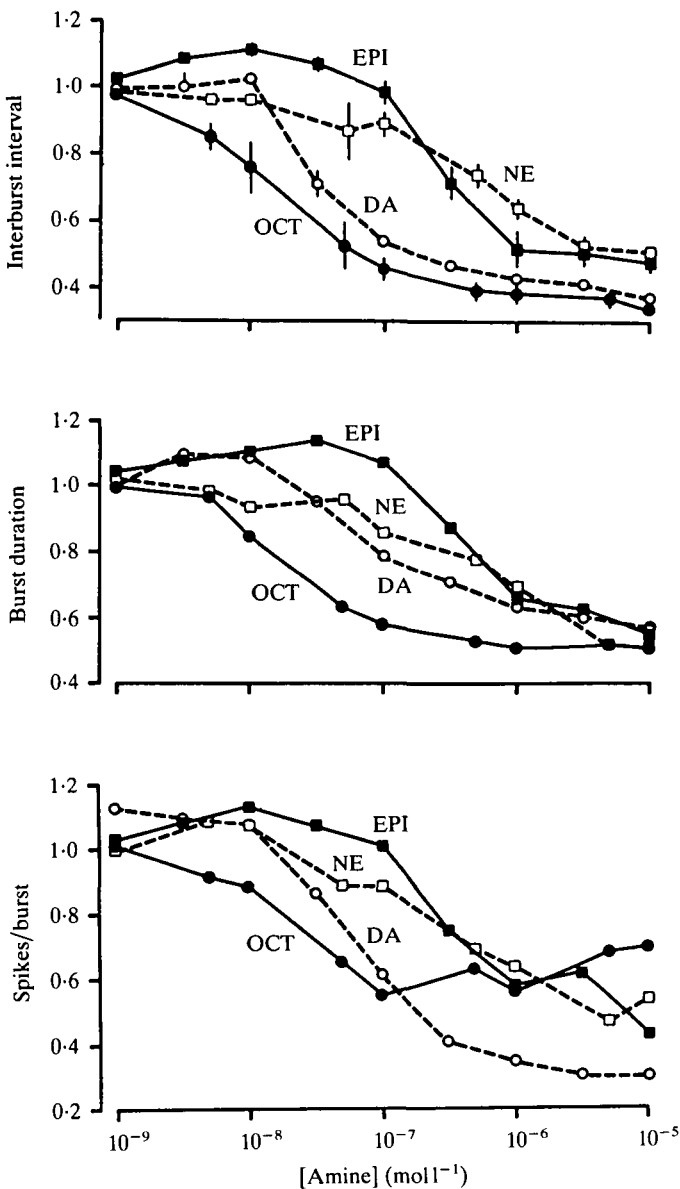 1·2
1·0
0·8
0·6
0·4
Interburst interval
EPI
NE
DA
OCT
1·2
1·0
0·8
0·6
0·4
Burst duration
EPI
NE
DA
OCT
1·2
1·0
0·8
0·6
0·4
0·2
Spikes/burst
EPI
NE
DA
OCT
10⁻⁹ 10⁻⁸ 10⁻⁷ 10⁻⁶ 10⁻⁵
[Amine] (mol l⁻¹)